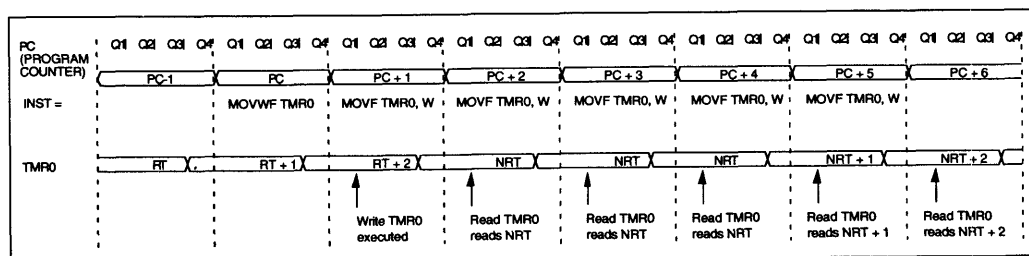 Q1 Q2 Q3 Q4 Q1 Q2 Q3 Q4 Q1 Q2 Q3 Q4 Q1 Q2 Q3 Q4 Q1 Q2 Q3 Q4 Q1 Q2 Q3 Q4 Q1 Q2 Q3 Q4 Q1 Q2 Q3 Q4
PC
(PROGRAM
COUNTER)
PC-1 PC PC + 1 PC + 2 PC + 3 PC + 4 PC + 5 PC + 6
INST = MOVWF TMR0 MOVF TMR0, W MOVF TMR0, W MOVF TMR0, W MOVF TMR0, W MOVF TMR0, W
TMR0 RT RT + 1 RT + 2 NRT NRT NRT NRT + 1 NRT + 2
Write TMR0 Read TMR0 Read TMR0 Read TMR0 Read TMR0 Read TMR0
executed reads NRT reads NRT reads NRT reads NRT + 1 reads NRT + 2